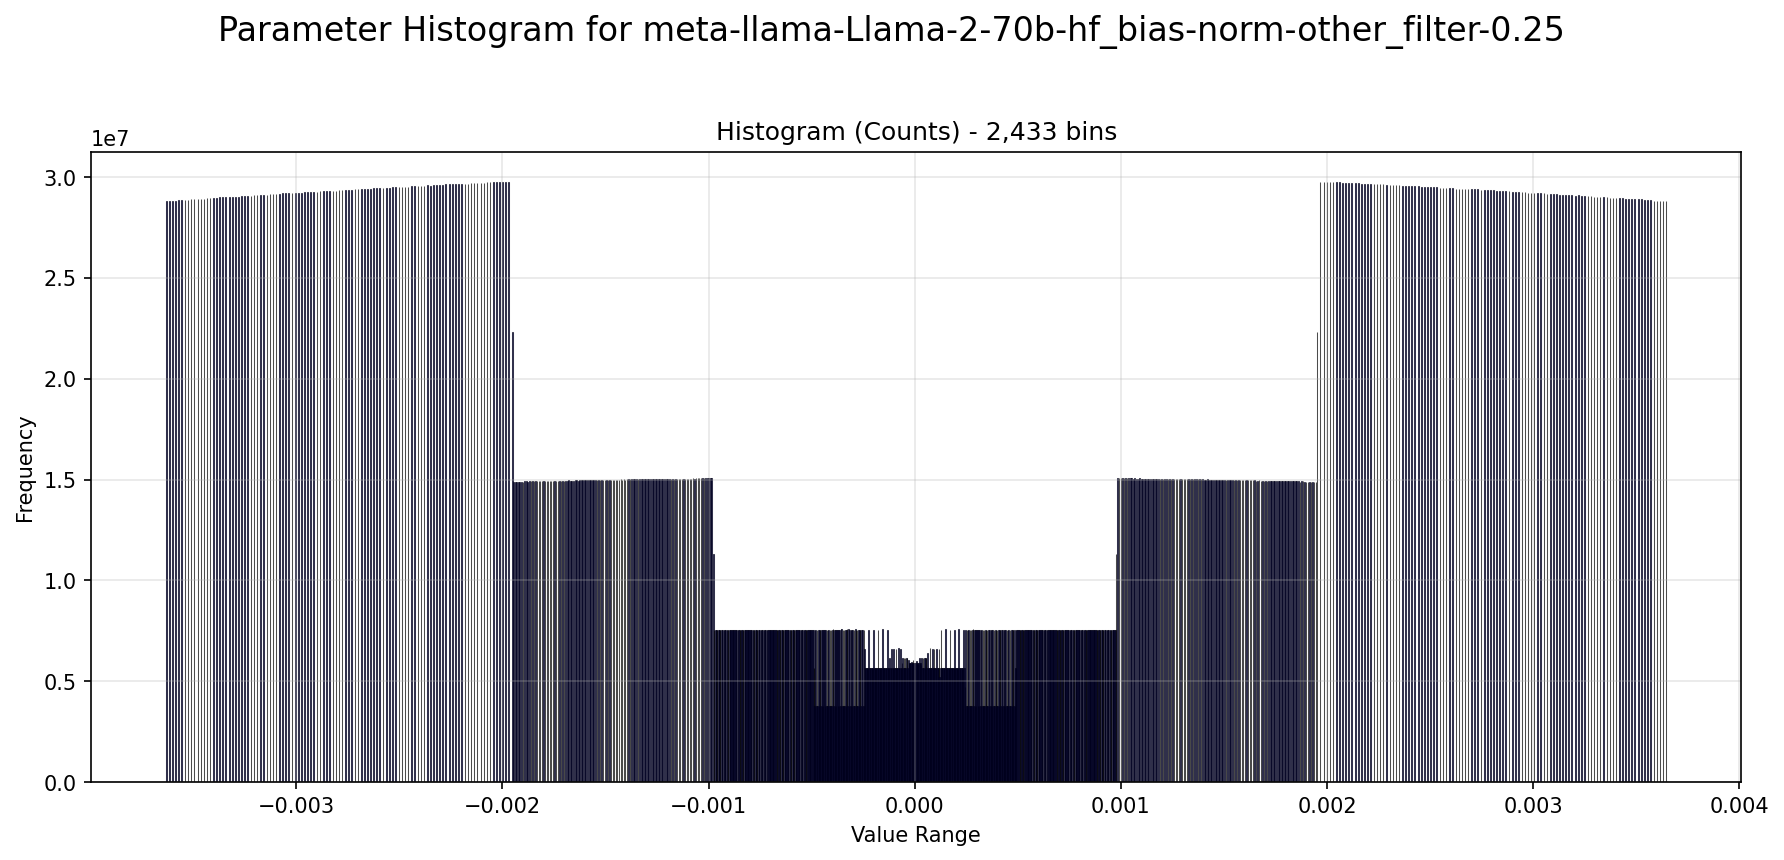 Parameter Histogram for meta-llama-Llama-2-70b-hf_bias-norm-other_filter-0.25
Histogram (Counts) - 2,433 bins
1e7
3.0
2.5
2.0
1.5
1.0
0.5
0.0
Frequency
−0.003 −0.002 −0.001 0.000 0.001 0.002 0.003 0.004
Value Range